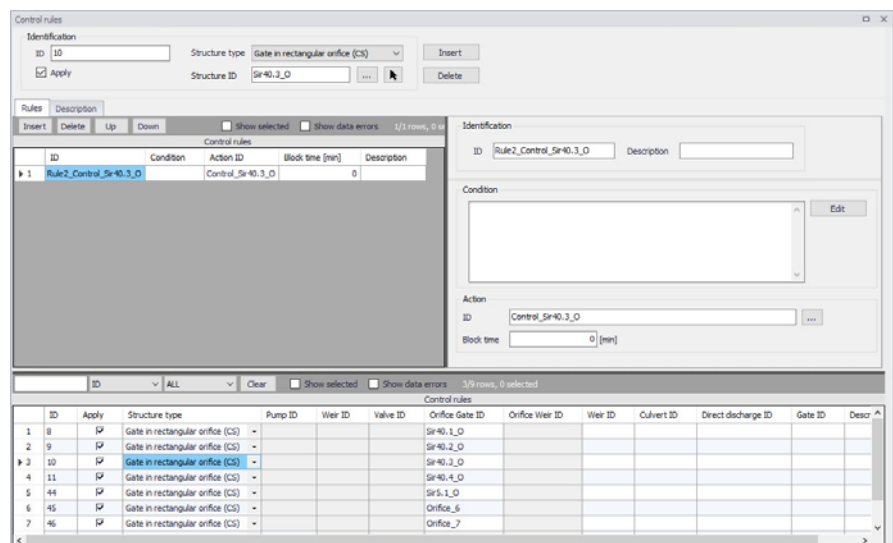 Control rules
Identification
ID 10 Structure type Gate in rectangular orifice (CS) Insert
Apply Structure ID Sir40.3_O ... Delete
Rules Description
Insert Delete Up Down Show selected Show data errors 1/1 rows, 0 se
Control rules
ID Condition Action ID Block time [min] Description
1 Rule2_Control_Sir40.3_O Control_Sir40.3_O 0
Identification
ID Rule2_Control_Sir40.3_O Description
Condition
Edit
Action
ID Control_Sir40.3_O ...
Block time 0 [min]
ID ALL Clear Show selected Show data errors 3/9 rows, 0 selected
Control rules
ID Apply Structure type Pump ID Weir ID Valve ID Orifice Gate ID Orifice Weir ID Weir ID Culvert ID Direct discharge ID Gate ID Descr
1 8 Gate in rectangular orifice (CS) Sir40.1_O
2 9 Gate in rectangular orifice (CS) Sir40.2_O
3 10 Gate in rectangular orifice (CS) Sir40.3_O
4 11 Gate in rectangular orifice (CS) Sir40.4_O
5 44 Gate in rectangular orifice (CS) Sir5.1_O
6 45 Gate in rectangular orifice (CS) Orifice_6
7 46 Gate in rectangular orifice (CS) Orifice_7